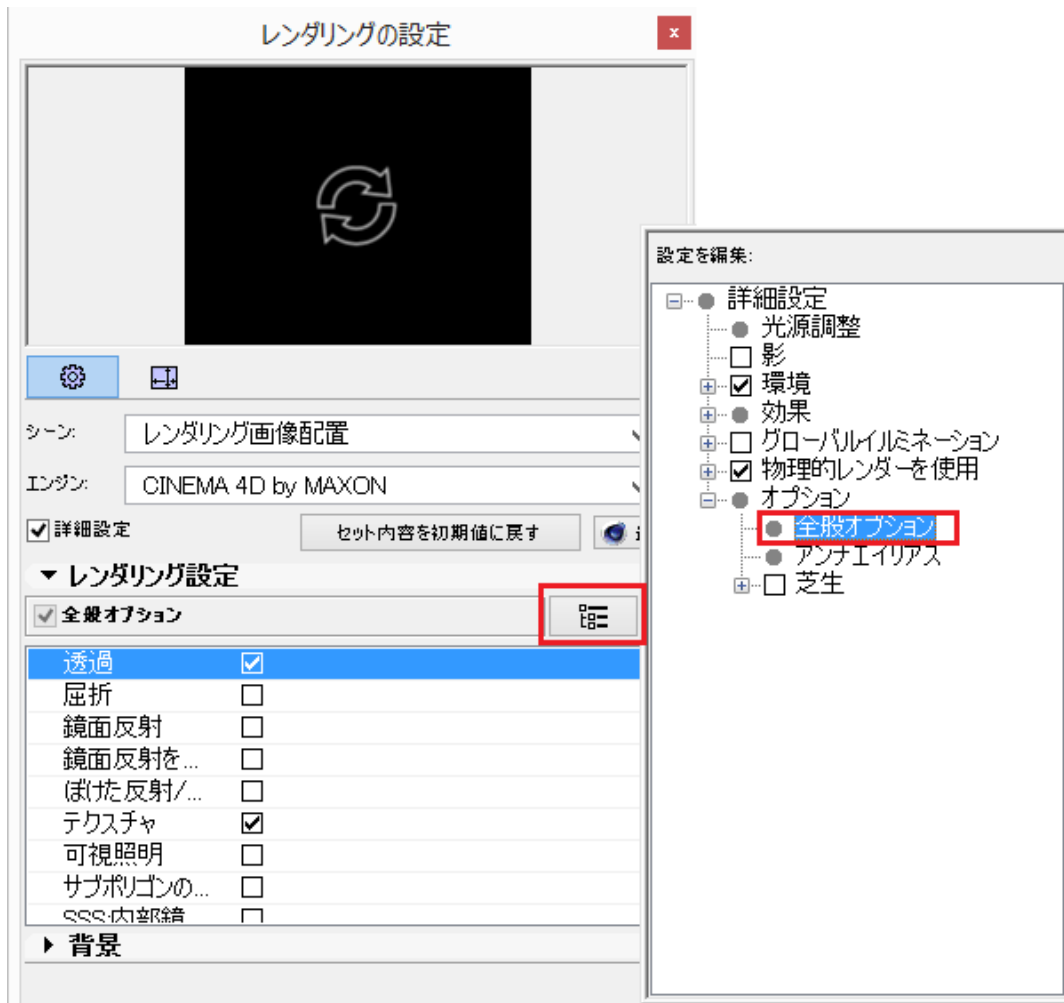 レンダリングの設定
x
シーン:
レンダリング画像配置
エンジン:
CINEMA 4D by MAXON
詳細設定
セット内容を初期値に戻す
レンダリング設定
全般オプション
透過
屈折
鏡面反射
鏡面反射を...
ぼけた反射/...
テクスチャ
可視照明
サブポリゴンの...
SSS:内部鏡
背景
設定を編集:
詳細設定
光源調整
影
環境
効果
グローバルイルミネーション
物理的レンダーを使用
オプション
全般オプション
アンチエイリアス
芝生